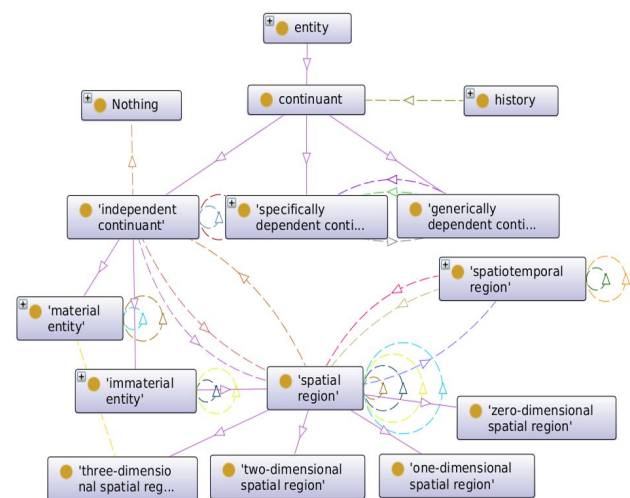 entity
Nothing
continuant
history
'independent
continuant'
'specifically
dependent conti...
'generically
dependent conti...
'spatiotemporal
region'
'material
entity'
'immaterial
entity'
'spatial
region'
'zero-dimensional
spatial region'
'three-dimensio
nal spatial reg...
'two-dimensional
spatial region'
'one-dimensional
spatial region'